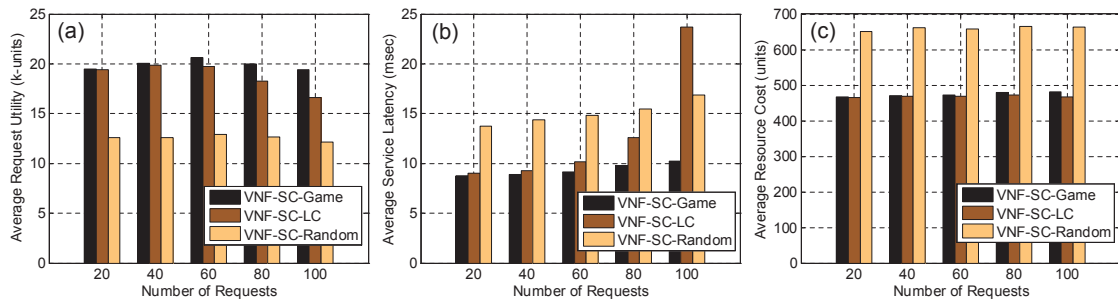 (a)
Average Request Utility (k-units)
25
20
15
10
5
0
VNF-SC-Game
VNF-SC-LC
VNF-SC-Random
20 40 60 80 100
Number of Requests
(b)
Average Service Latency (msec)
25
20
15
10
5
0
VNF-SC-Game
VNF-SC-LC
VNF-SC-Random
20 40 60 80 100
Number of Requests
(c)
Average Resource Cost (units)
700
600
500
400
300
200
100
0
VNF-SC-Game
VNF-SC-LC
VNF-SC-Random
20 40 60 80 100
Number of Requests